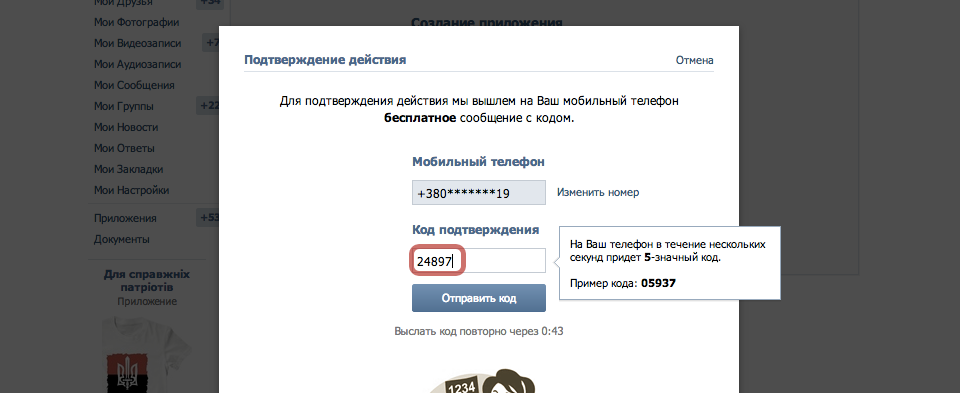 Мои Друзья
+34
Мои Фотографии
Мои Видеозаписи
+7
Мои Аудиозаписи
Мои Сообщения
Мои Группы
+22
Мои Новости
Мои Ответы
Мои Закладки
Мои Настройки
Приложения
+53
Документы
Для справжніх
патріотів
Приложение
Создание приложения
Подтверждение действия
Отмена
Для подтверждения действия мы вышлем на Ваш мобильный телефон
бесплатное сообщение с кодом.
Мобильный телефон
+380*******19
Изменить номер
Код подтверждения
24897
На Ваш телефон в течение нескольких
секунд придет 5-значный код.
Пример кода: 05937
Отправить код
Выслать код повторно через 0:43
1234